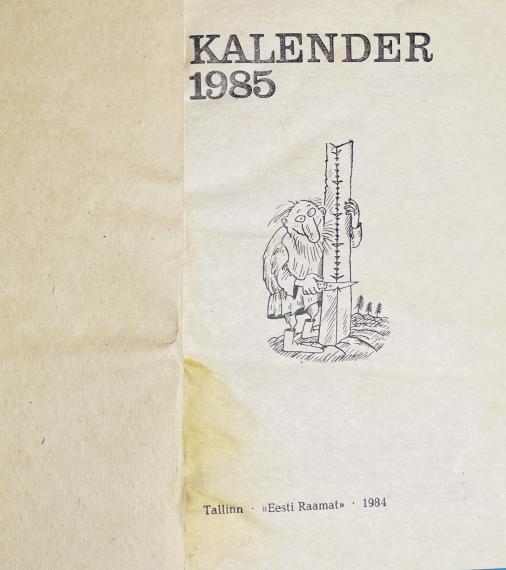 KALENDER
1985
Tallinn · «Eesti Raamat» · 1984